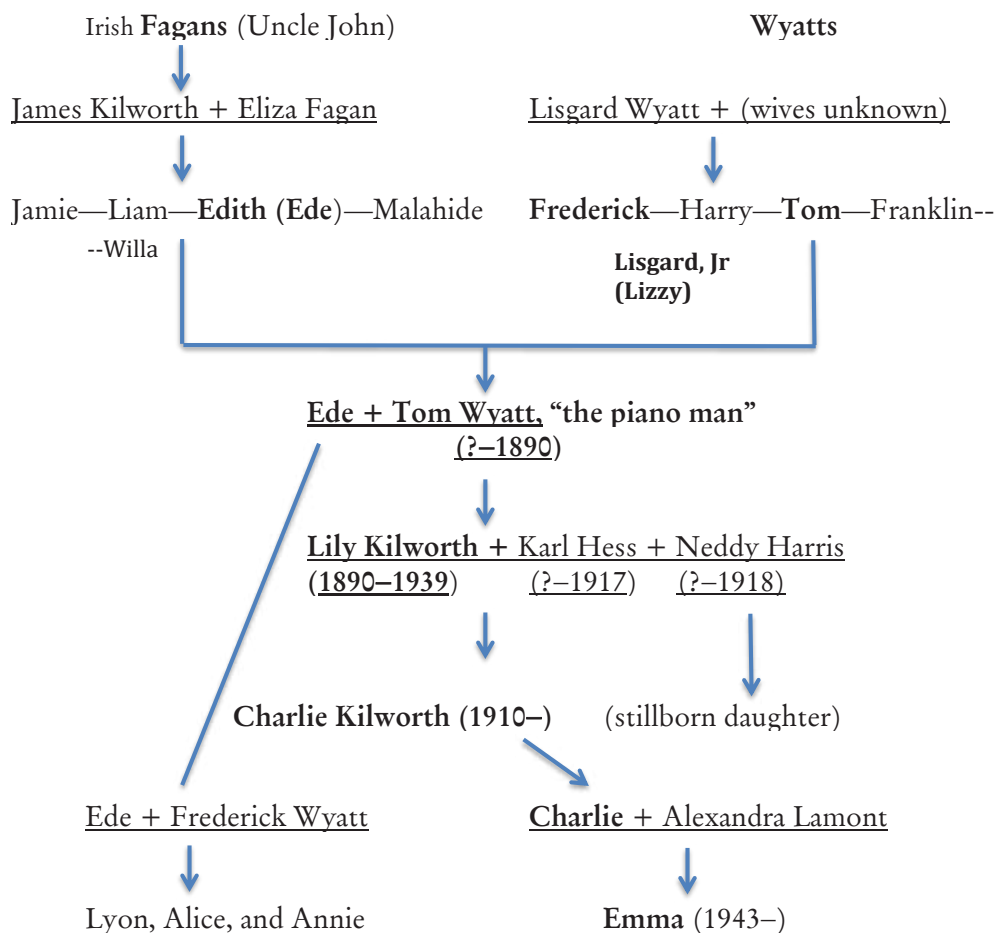 Irish Fagans (Uncle John) Wyatts
James Kilworth + Eliza Fagan Lisgard Wyatt + (wives unknown)
Jamie—Liam—Edith (Ede)—Malahide Frederick—Harry—Tom—Franklin--
--Willa Lisgard, Jr
(Lizzy)
Ede + Tom Wyatt, “the piano man”
(?–1890)
Lily Kilworth + Karl Hess + Neddy Harris
(1890–1939) (?–1917) (?–1918)
Charlie Kilworth (1910–) (stillborn daughter)
Ede + Frederick Wyatt Charlie + Alexandra Lamont
Lyon, Alice, and Annie Emma (1943–)